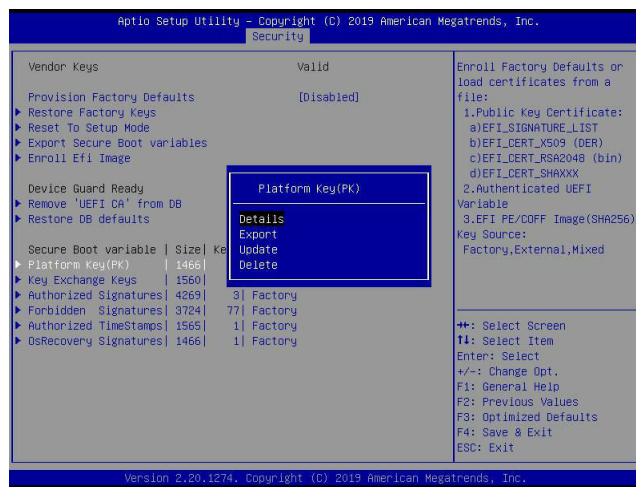 Aptio Setup Utility – Copyright (C) 2019 American Megatrends, Inc.
Security
Vendor Keys Valid
Provision Factory Defaults [Disabled]
Restore Factory Keys
Reset To Setup Mode
Export Secure Boot variables
Enroll Efi Image
Device Guard Ready
Remove 'UEFI CA' from DB
Restore DB defaults
Secure Boot variable | Size| Ke
Platform Key(PK) | 1466|
Key Exchange Keys | 1560|
Authorized Signatures| 4269| 3| Factory
Forbidden Signatures| 3724| 77| Factory
Authorized TimeStamps| 1565| 1| Factory
OsRecovery Signatures| 1466| 1| Factory
Platform Key(PK)
Details
Export
Update
Delete
Enroll Factory Defaults or
load certificates from a
file:
1.Public Key Certificate:
a)EFI_SIGNATURE_LIST
b)EFI_CERT_X509 (DER)
c)EFI_CERT_RSA2048 (bin)
d)EFI_CERT_SHAXXX
2.Authenticated UEFI
Variable
3.EFI PE/COFF Image(SHA256)
Key Source:
Factory,External,Mixed
→←: Select Screen
↑↓: Select Item
Enter: Select
+/-: Change Opt.
F1: General Help
F2: Previous Values
F3: Optimized Defaults
F4: Save & Exit
ESC: Exit
Version 2.20.1274. Copyright (C) 2019 American Megatrends, Inc.